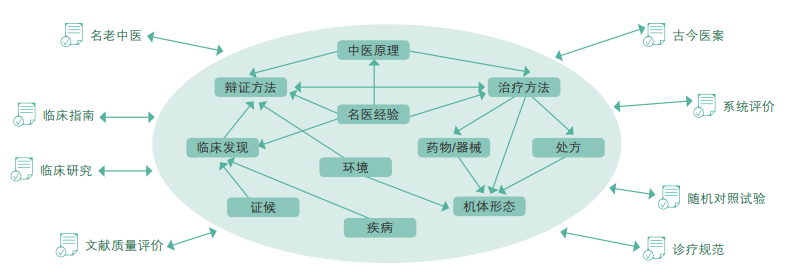 名老中医
中医原理
古今医案
辩证方法
治疗方法
临床指南
名医经验
系统评价
临床发现
药物/器械
处方
临床研究
环境
随机对照试验
证候
机体形态
疾病
文献质量评价
诊疗规范